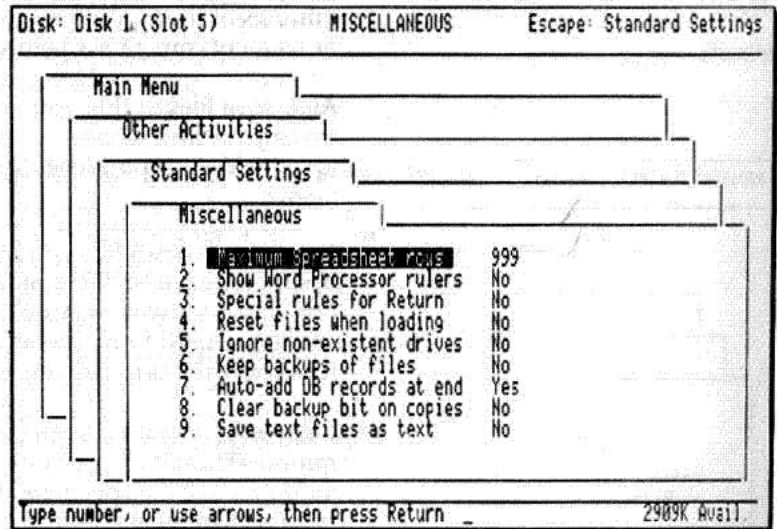 Disk: Disk 1 (Slot 5) MISCELLANEOUS Escape: Standard Settings
Main Menu
Other Activities
Standard Settings
Miscellaneous
1. Maximum Spreadsheet rows 999
2. Show Word Processor rulers No
3. Special rules for Return No
4. Reset files when loading No
5. Ignore non-existent drives No
6. Keep backups of files No
7. Auto-add DB records at end Yes
8. Clear backup bit on copies No
9. Save text files as text No
Type number, or use arrows, then press Return _ 2909K Avail.